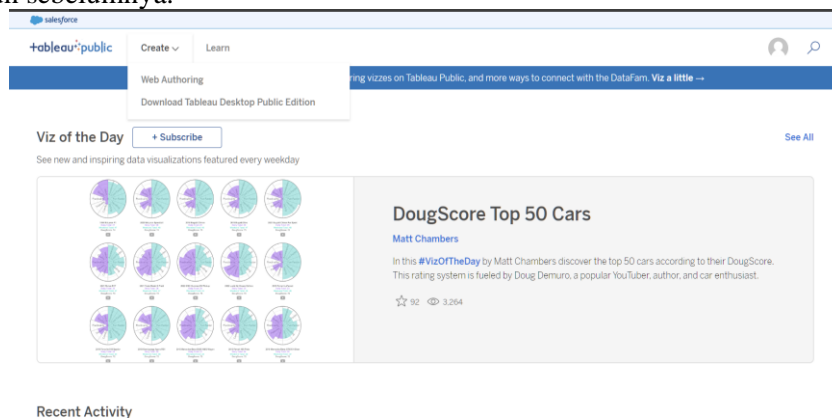 sebelumnya.
salesforce
+ableau public
Create
Learn
Web Authoring
Download Tableau Desktop Public Edition
ring vizzes on Tableau Public, and more ways to connect with the DataFam. Viz a little →
Viz of the Day
+ Subscribe
See All
See new and inspiring data visualizations featured every weekday
DougScore Top 50 Cars
Matt Chambers
In this #VizOfTheDay by Matt Chambers discover the top 50 cars according to their DougScore.
This rating system is fueled by Doug Demuro, a popular YouTuber, author, and car enthusiast.
92 3,264
Recent Activity